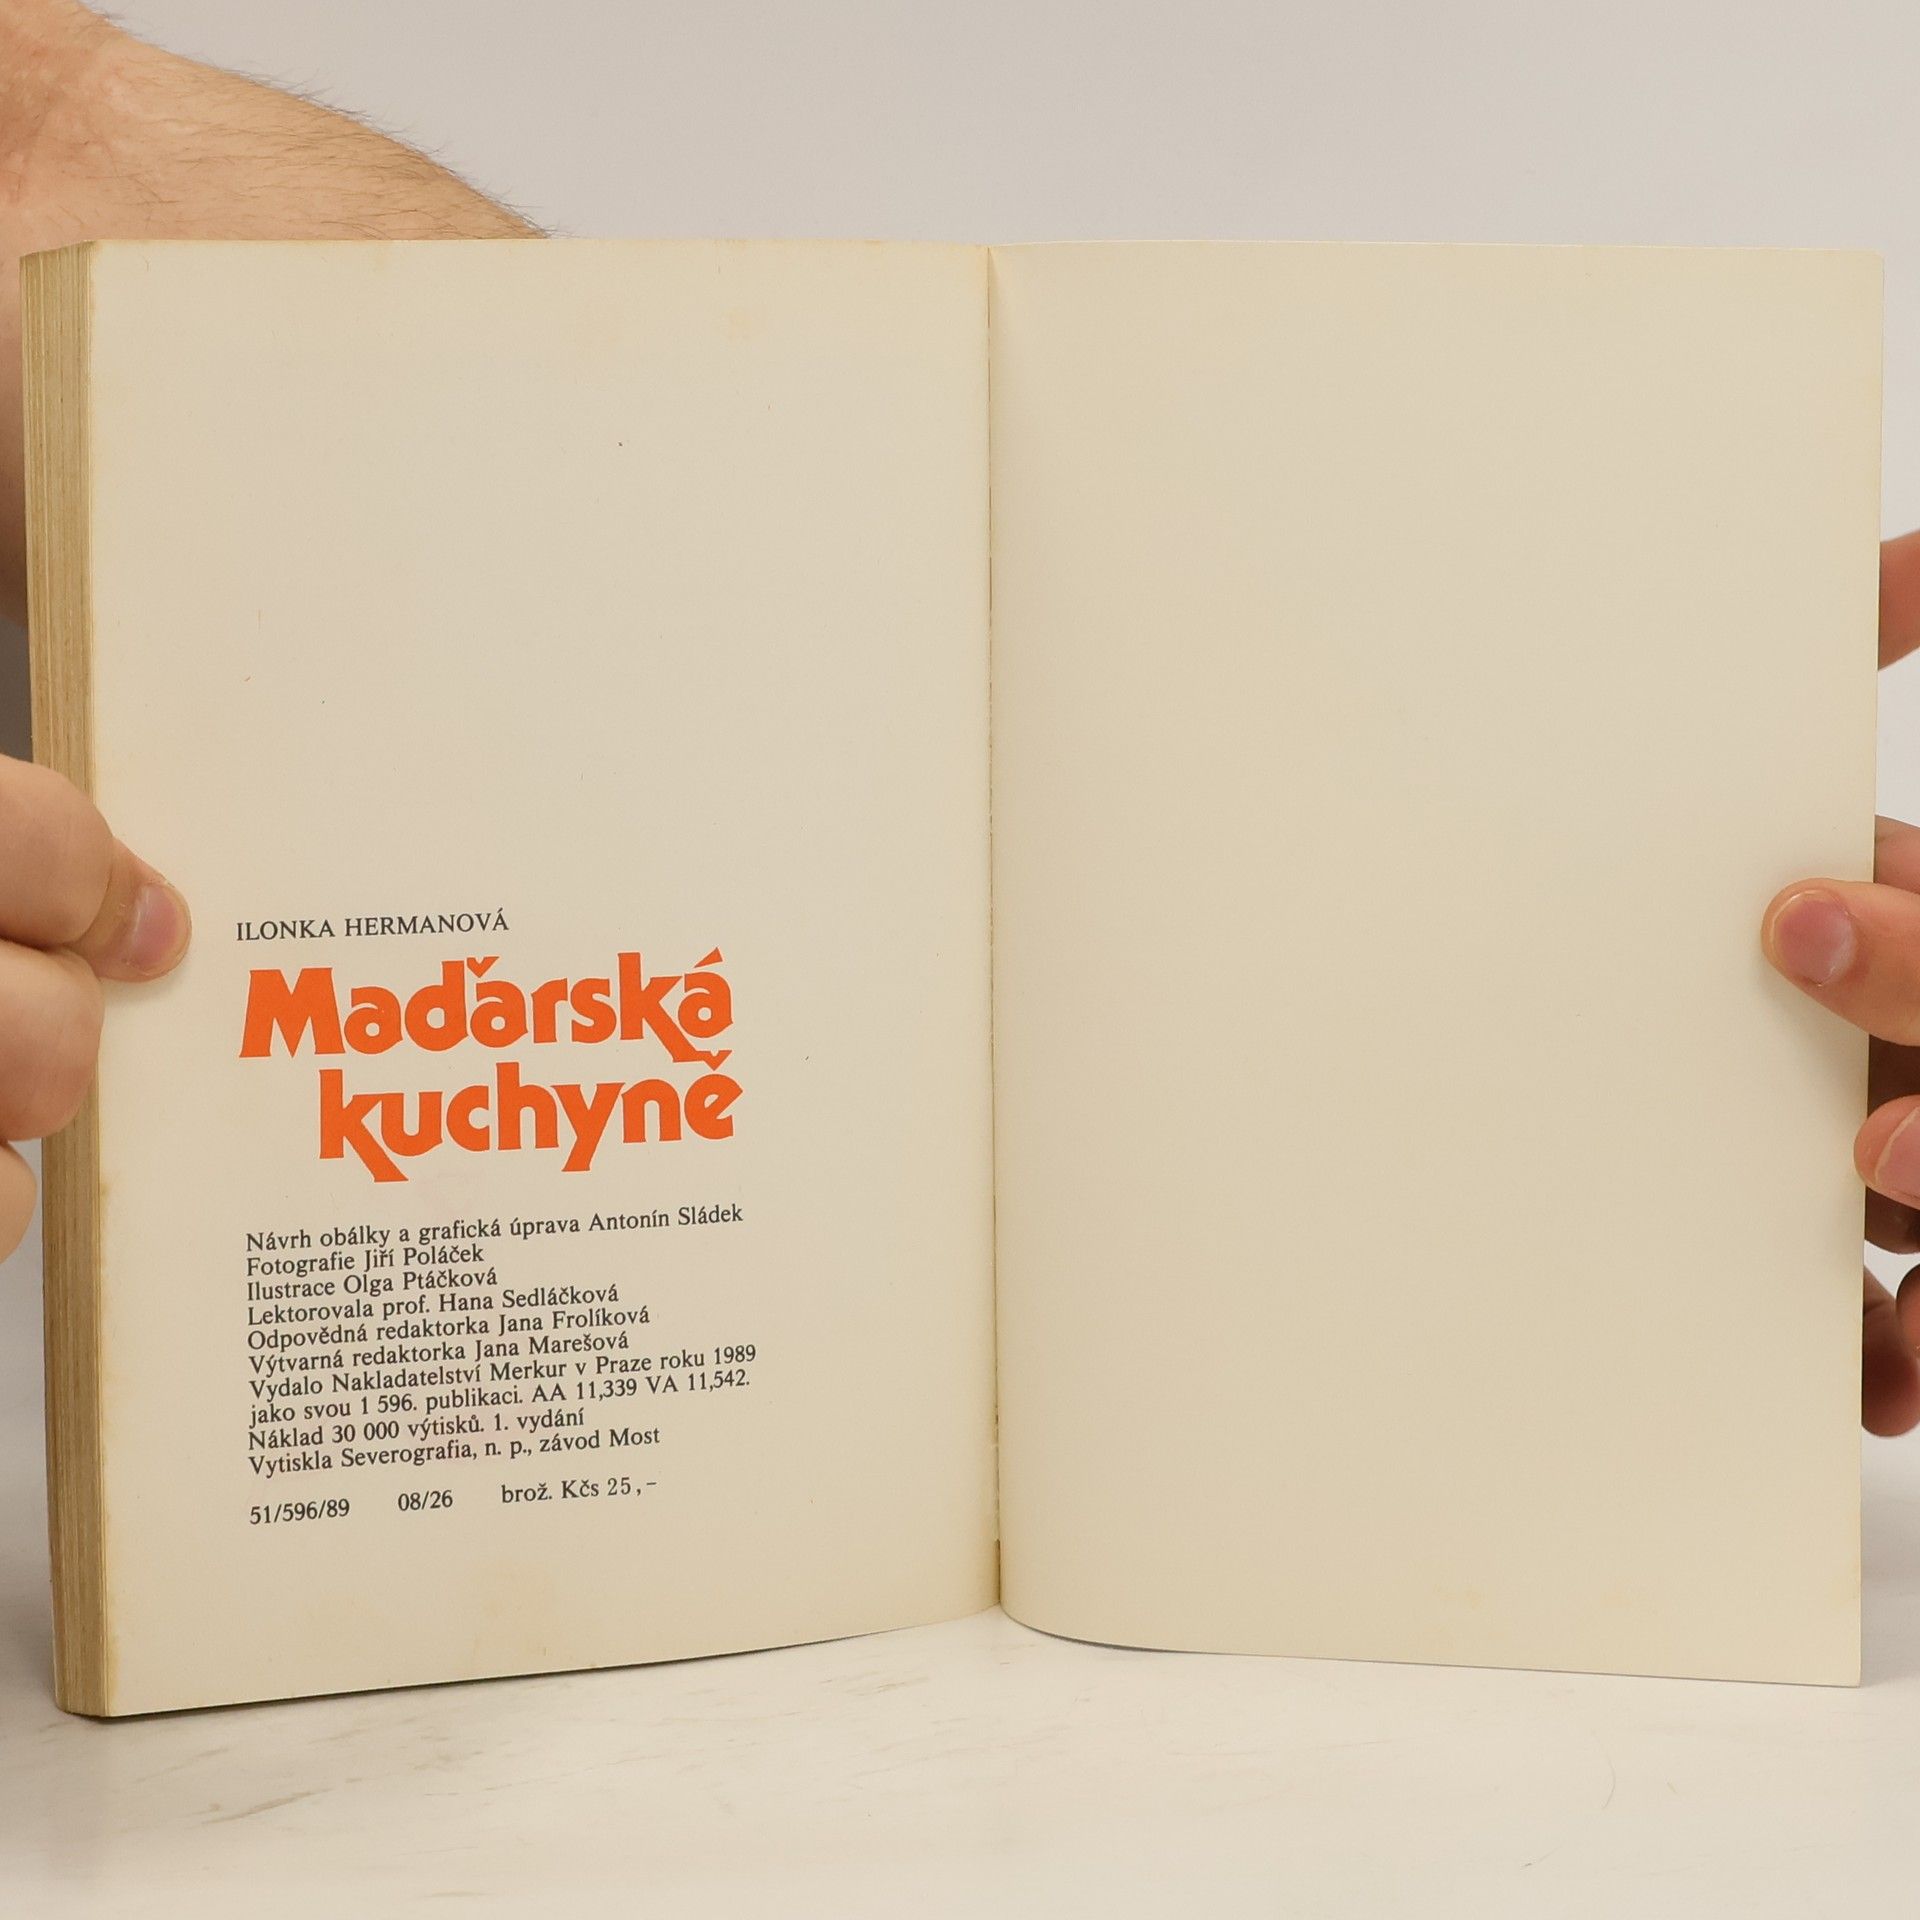 ILONKA HERMANOVÁ
Maďarská
kuchyně
Návrh obálky a grafická úprava Antonín Sládek
Fotografie Jiří Poláček
Ilustrace Olga Ptáčková
Lektorovala prof. Hana Sedláčková
Odpovědná redaktorka Jana Frolíková
Výtvarná redaktorka Jana Marešová
Vydalo Nakladatelství Merkur v Praze roku 1989
jako svou 1 596. publikaci. AA 11,339 VA 11,542.
Náklad 30 000 výtisků. 1. vydání
Vytiskla Severografia, n. p., závod Most
51/596/89 08/26 brož. Kčs 25,–